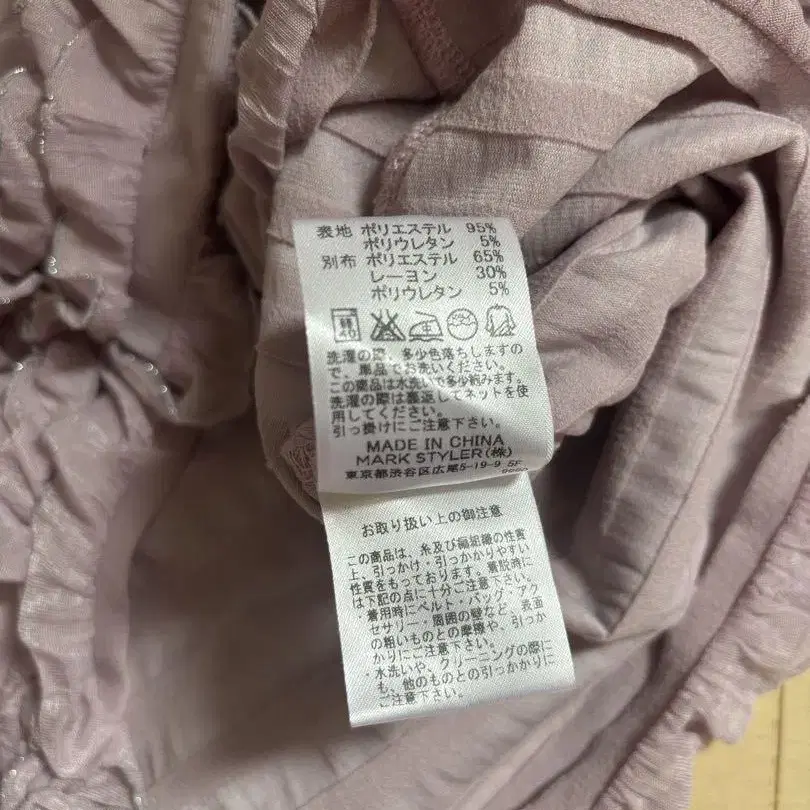 表地 ポリエステル 95%
ポリウレタン 5%
別布 ポリエステル 65%
レーヨン 30%
ポリウレタン 5%
洗濯の際、多少色落ちしますの
で、単品でお洗いください。
この商品は水洗いで多少縮みます。
洗濯の際は裏返してネットを使
用してください。
引っ掛けにご注意下さい。
MADE IN CHINA
MARK STYLER(株)
東京都渋谷区広尾5-19-9 5F
お取り扱い上の御注意
この商品は、糸及び編組織の性質
上、引っかけ・引っかかりやすい
性質をもっております。着脱時に
は下記の点に十分ご注意下さい。
・着用時にベルト・バッグ・アク
セサリー・周囲の壁など、表面
の粗いものとの摩擦や、引っか
かりにご注意下さい。
・水洗いや、クリーニングの際に
も、他のものとの引っかかりに
ご注意下さい。